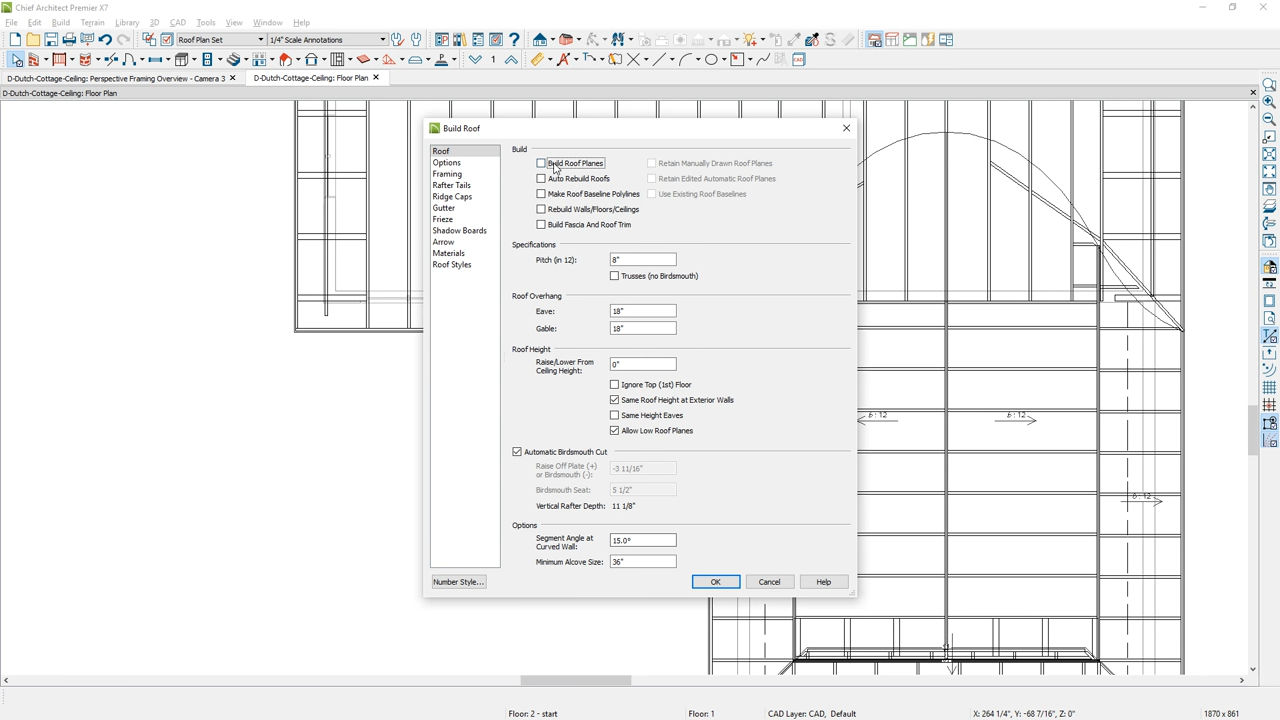 Chief Architect Premier X7
File Edit Build Terrain Library 3D CAD Tools View Window Help
Roof Plan Set 1/4" Scale Annotations
1
D-Dutch-Cottage-Ceiling: Perspective Framing Overview - Camera 3 D-Dutch-Cottage-Ceiling: Floor Plan
D-Dutch-Cottage-Ceiling: Floor Plan
Build Roof
Roof
Options
Framing
Rafter Tails
Ridge Caps
Gutter
Frieze
Shadow Boards
Arrow
Materials
Roof Styles
Build
Build Roof Planes Retain Manually Drawn Roof Planes
Auto Rebuild Roofs Retain Edited Automatic Roof Planes
Make Roof Baseline Polylines Use Existing Roof Baselines
Rebuild Walls/Floors/Ceilings
Build Fascia And Roof Trim
Specifications
Pitch (in 12): 8"
Trusses (no Birdsmouth)
Roof Overhang
Eave: 18"
Gable: 18"
Roof Height
Raise/Lower From
Ceiling Height: 0"
Ignore Top (1st) Floor
Same Roof Height at Exterior Walls
Same Height Eaves
Allow Low Roof Planes
Automatic Birdsmouth Cut
Raise Off Plate (+)
or Birdsmouth (-): -3 11/16"
Birdsmouth Seat: 5 1/2"
Vertical Rafter Depth: 11 1/8"
Options
Segment Angle at
Curved Wall: 15.0°
Minimum Alcove Size: 36"
Number Style... OK Cancel Help
6:12 6:12
6:12
Floor: 2 - start Floor: 1 CAD Layer: CAD, Default X: 264 1/4", Y: -68 7/16", Z: 0" 1870 x 861